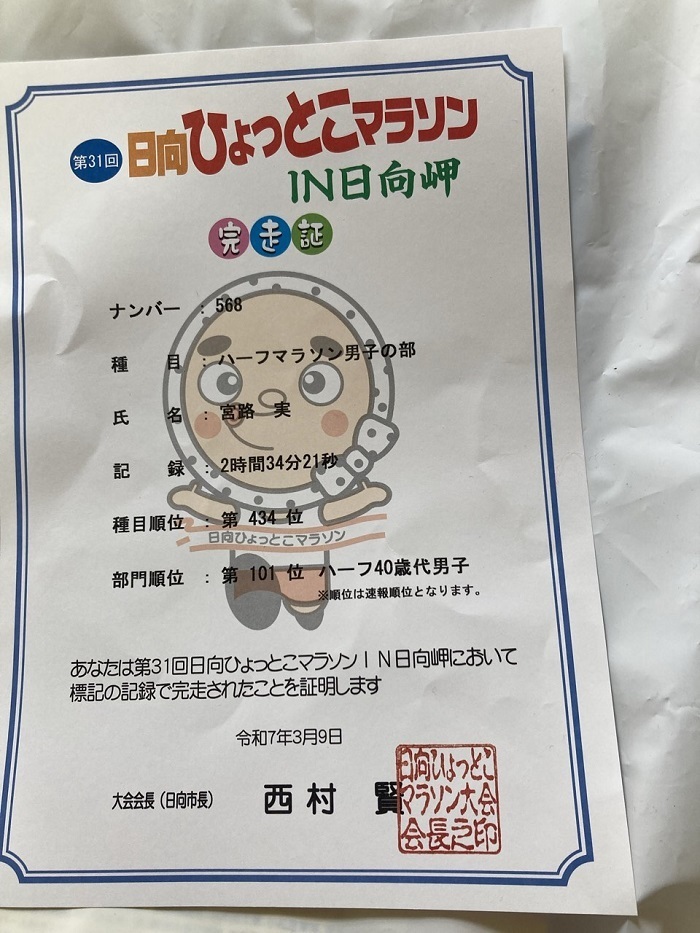 第31回 日向ひょっとこマラソン
IN日向岬
完走証
ナンバー : 568
種 目 : ハーフマラソン男子の部
氏 名 : 宮路 実
記 録 : 2時間34分21秒
種目順位 : 第 434 位
日向ひょっとこマラソン
部門順位 : 第 101 位 ハーフ40歳代男子
※順位は速報順位となります。
あなたは第31回日向ひょっとこマラソンIN日向岬において
標記の記録で完走されたことを証明します
令和7年3月9日
大会会長(日向市長) 西村 賢
日向ひょっとこ
マラソン大会
会長之印